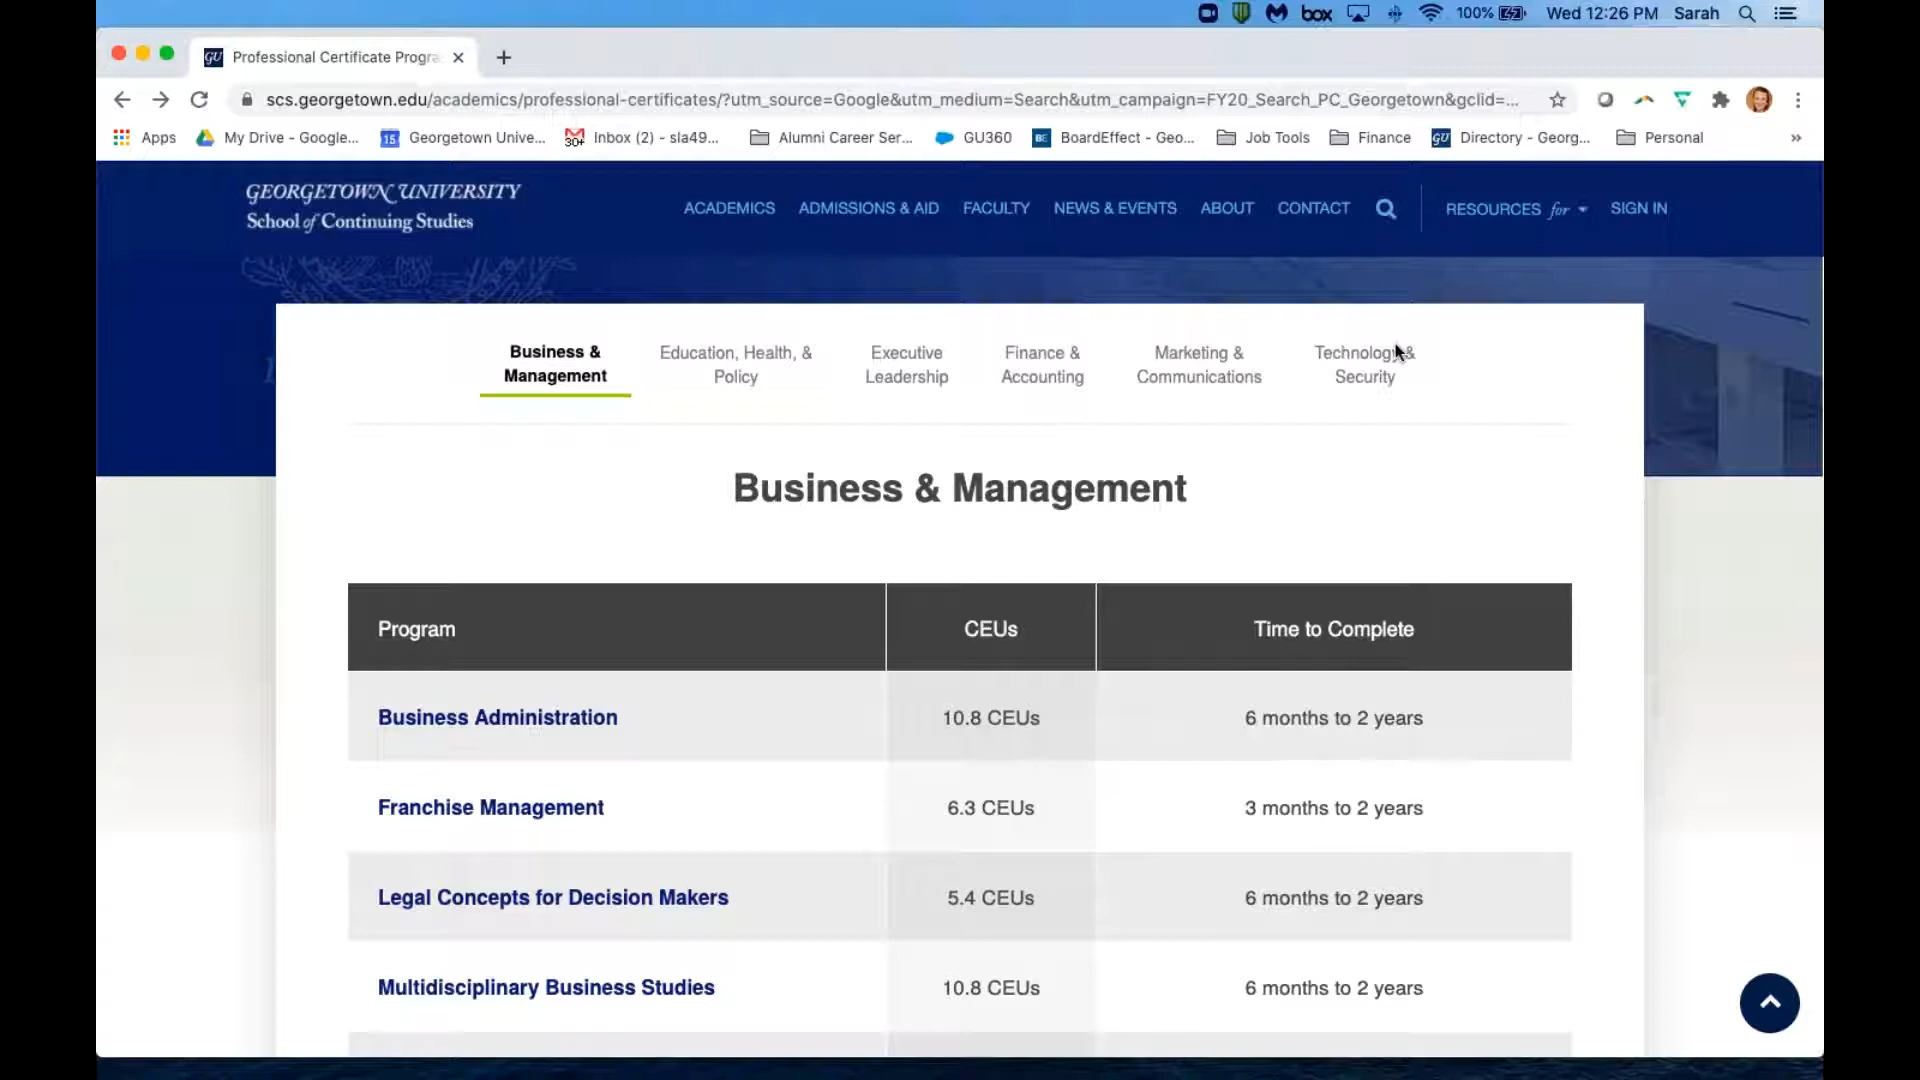 box 100% Wed 12:26 PM Sarah
GU Professional Certificate Progra
scs.georgetown.edu/academics/professional-certificates/?utm_source=Google&utm_medium=Search&utm_campaign=FY20_Search_PC_Georgetown&gclid=...
Apps My Drive - Google... 15 Georgetown Unive... 30+ Inbox (2) - sla49... Alumni Career Ser... GU360 BE BoardEffect - Geo... Job Tools Finance GU Directory - Georg... Personal »
GEORGETOWN UNIVERSITY
School of Continuing Studies
ACADEMICS ADMISSIONS & AID FACULTY NEWS & EVENTS ABOUT CONTACT RESOURCES for SIGN IN
Business & Management
Education, Health, & Policy
Executive Leadership
Finance & Accounting
Marketing & Communications
Technology & Security
Business & Management
Program CEUs Time to Complete
Business Administration 10.8 CEUs 6 months to 2 years
Franchise Management 6.3 CEUs 3 months to 2 years
Legal Concepts for Decision Makers 5.4 CEUs 6 months to 2 years
Multidisciplinary Business Studies 10.8 CEUs 6 months to 2 years